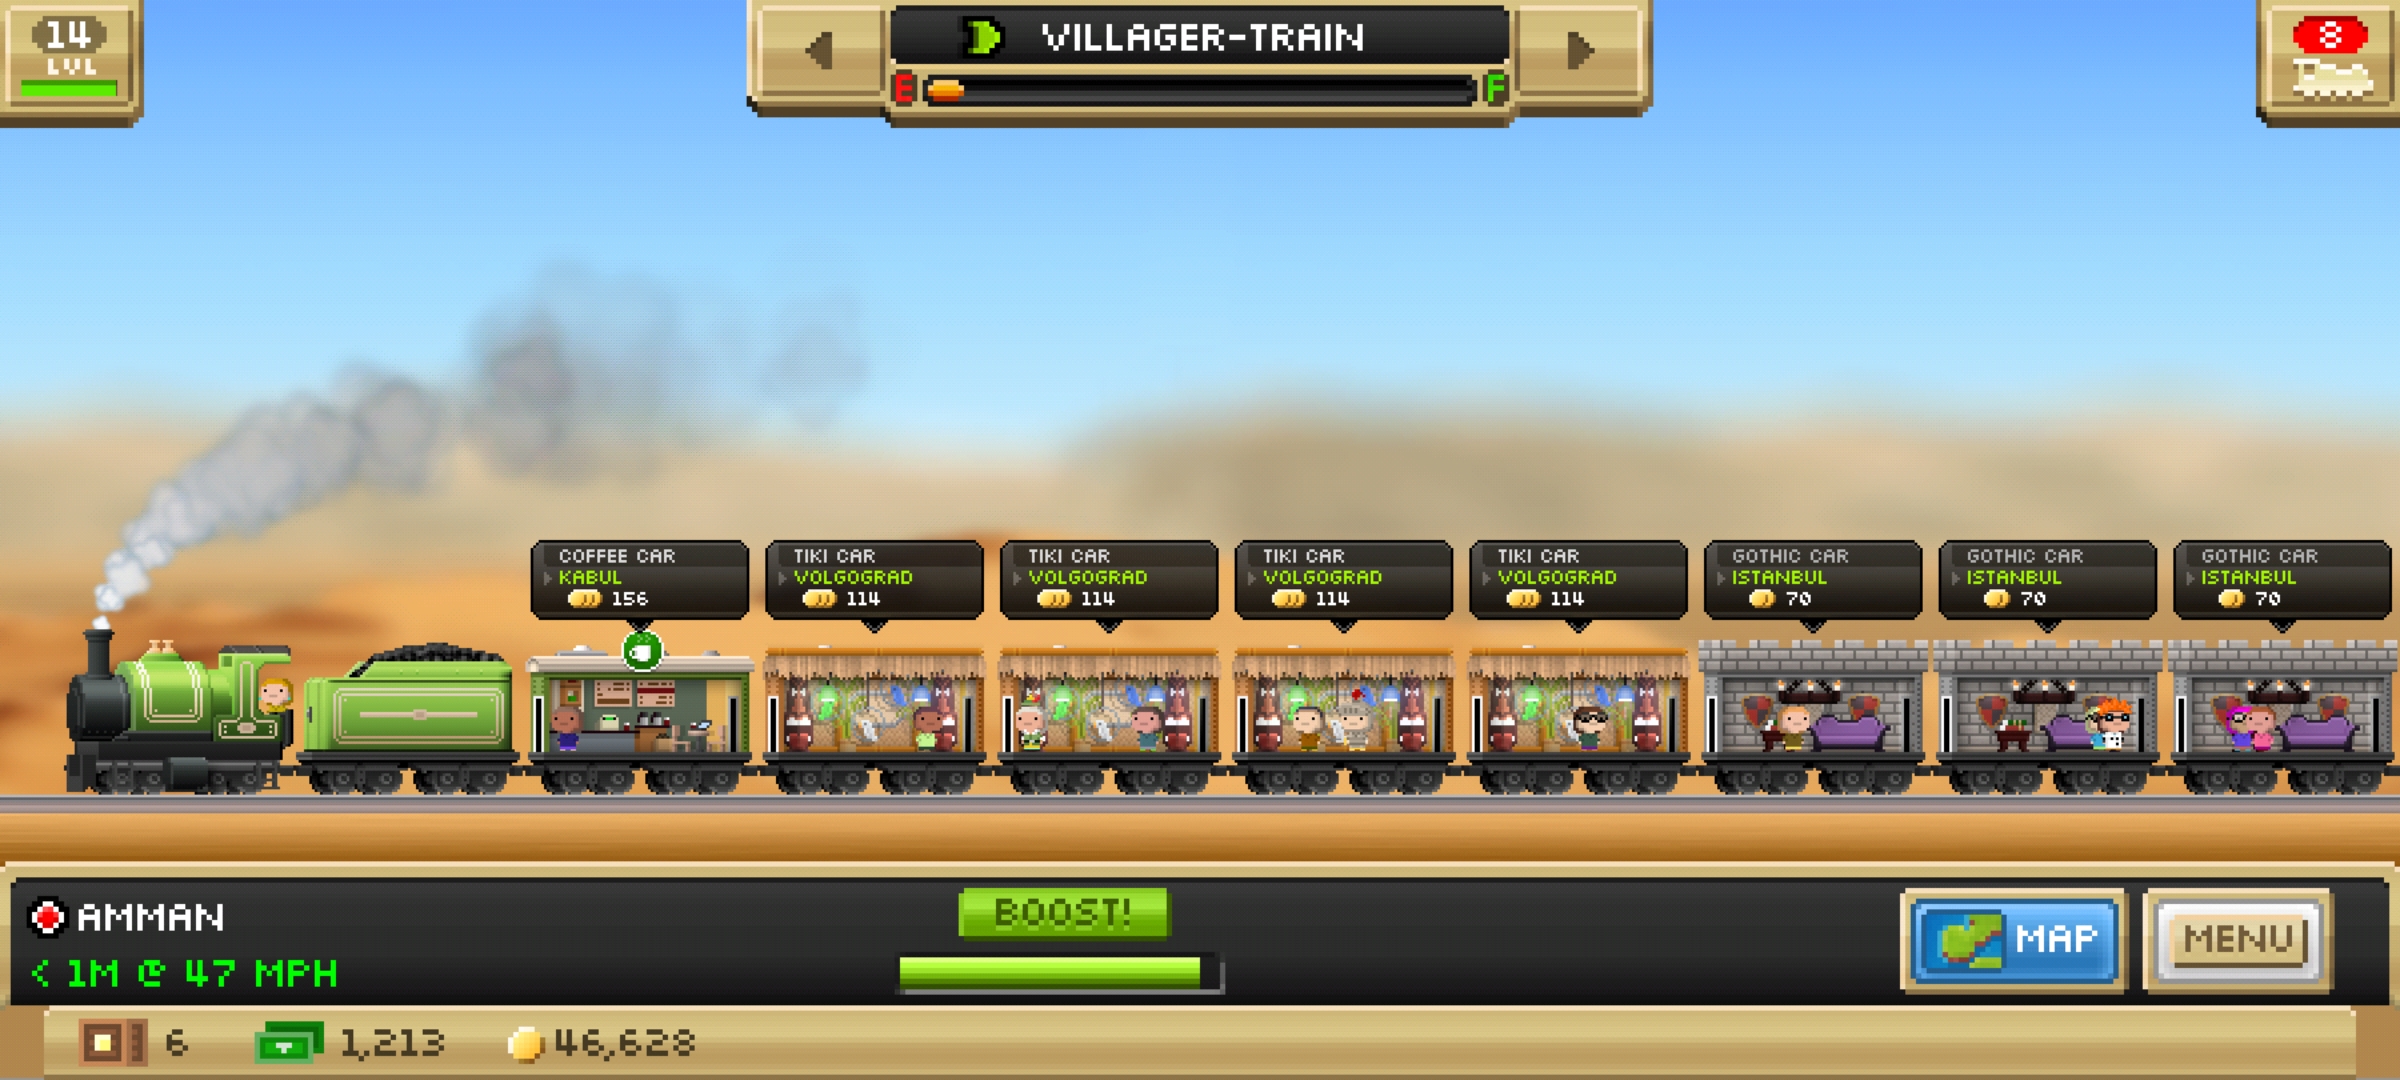 14
LVL
VILLAGER-TRAIN
E
F
8
COFFEE CAR
KABUL
156
TIKI CAR
VOLGOGRAD
114
TIKI CAR
VOLGOGRAD
114
TIKI CAR
VOLGOGRAD
114
TIKI CAR
VOLGOGRAD
114
GOTHIC CAR
ISTANBUL
70
GOTHIC CAR
ISTANBUL
70
GOTHIC CAR
ISTANBUL
70
AMMAN
< 1M @ 47 MPH
BOOST!
MAP
MENU
6
1,213
46,628